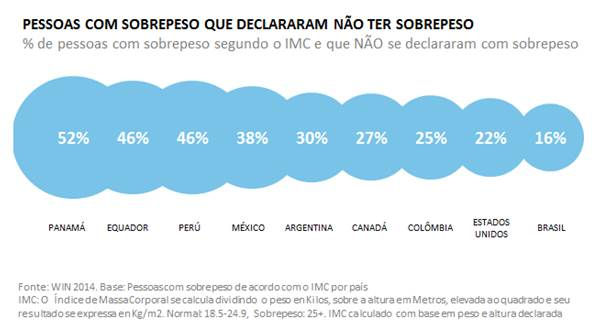 PESSOAS COM SOBREPESO QUE DECLARARAM NÃO TER SOBREPESO
% de pessoas com sobrepeso segundo o IMC e que NÃO se declararam com sobrepeso
52% 46% 46% 38% 30% 27% 25% 22% 16%
PANAMÁ EQUADOR PERÚ MÉXICO ARGENTINA CANADÁ COLÔMBIA ESTADOS UNIDOS BRASIL
Fonte: WIN 2014. Base: Pessoas com sobrepeso de acordo com o IMC por país
IMC: O Índice de Massa Corporal se calcula dividindo o peso en Kilos, sobre a altura em Metros, elevada ao quadrado e seu
resultado se expressa en Kg/m2. Normal: 18.5-24.9, Sobrepeso: 25+. IMC calculado com base em peso e altura declarada